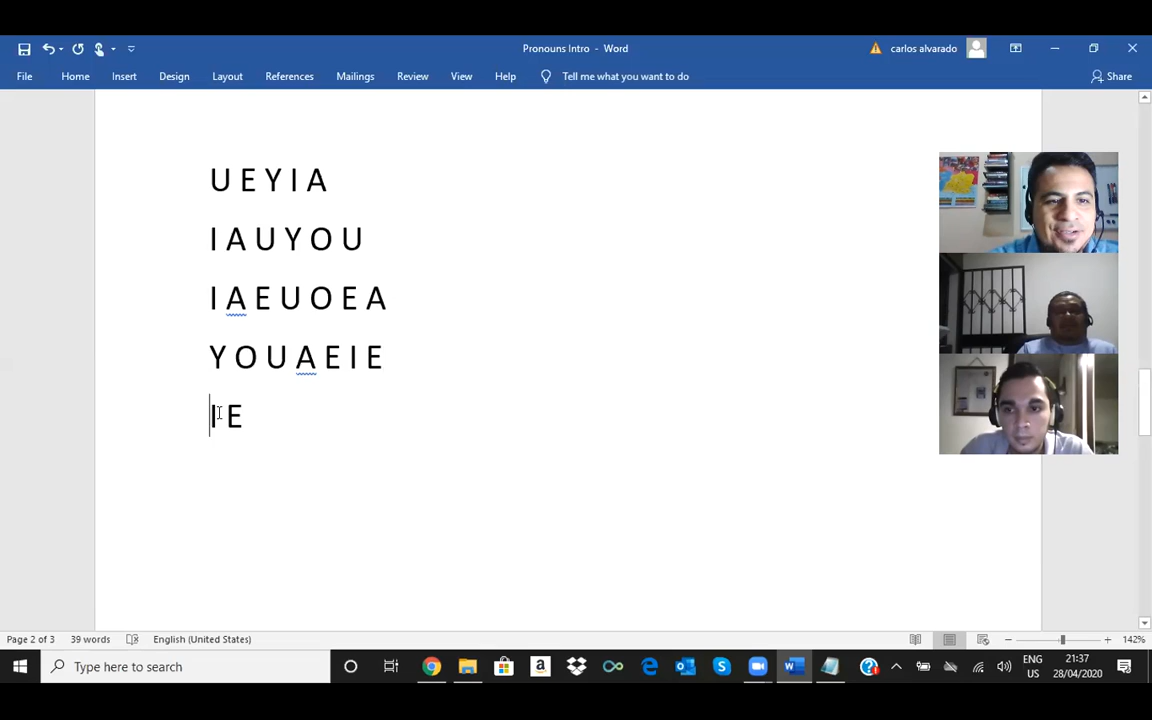 Pronouns Intro - Word
carlos alvarado
File Home Insert Design Layout References Mailings Review View Help Tell me what you want to do Share
U E Y I A
I A U Y O U
I A E U O E A
Y O U A E I E
I E
Page 2 of 3 39 words English (United States) 142%
Type here to search
ENG
US
21:37
28/04/2020